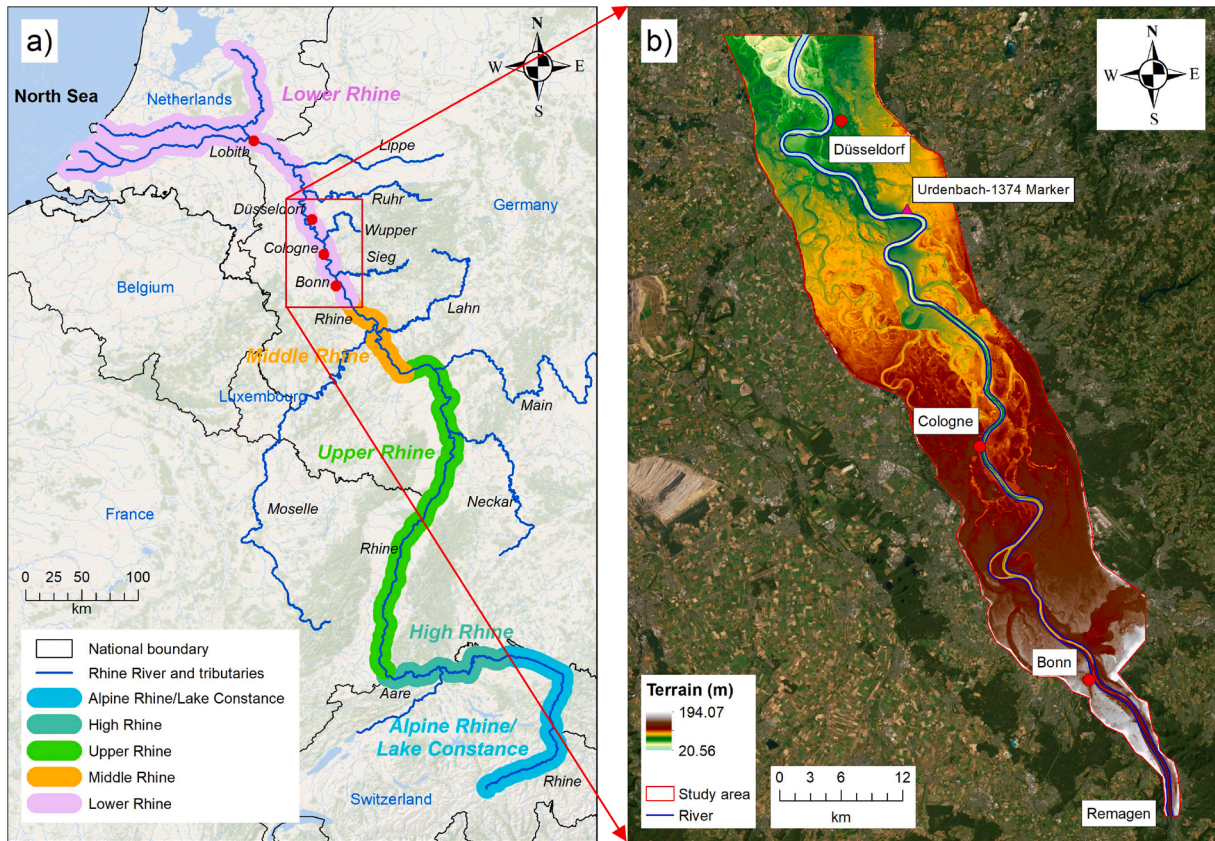 a)
N
W
E
S
North Sea
Netherlands
Lower Rhine
Lobith
Lippe
Ruhr
Germany
Düsseldorf
Wupper
Cologne
Sieg
Belgium
Bonn
Lahn
Rhine
Middle Rhine
Luxembourg
Main
Upper Rhine
Moselle
Neckar
France
Rhine
0 25 50 100
km
High Rhine
Aare
Alpine Rhine/
Lake Constance
Rhine
Switzerland
National boundary
Rhine River and tributaries
Alpine Rhine/Lake Constance
High Rhine
Upper Rhine
Middle Rhine
Lower Rhine
b)
N
W
E
S
Düsseldorf
Urdenbach-1374 Marker
Cologne
Bonn
Remagen
Terrain (m)
194.07
20.56
Study area
River
0 3 6 12
km